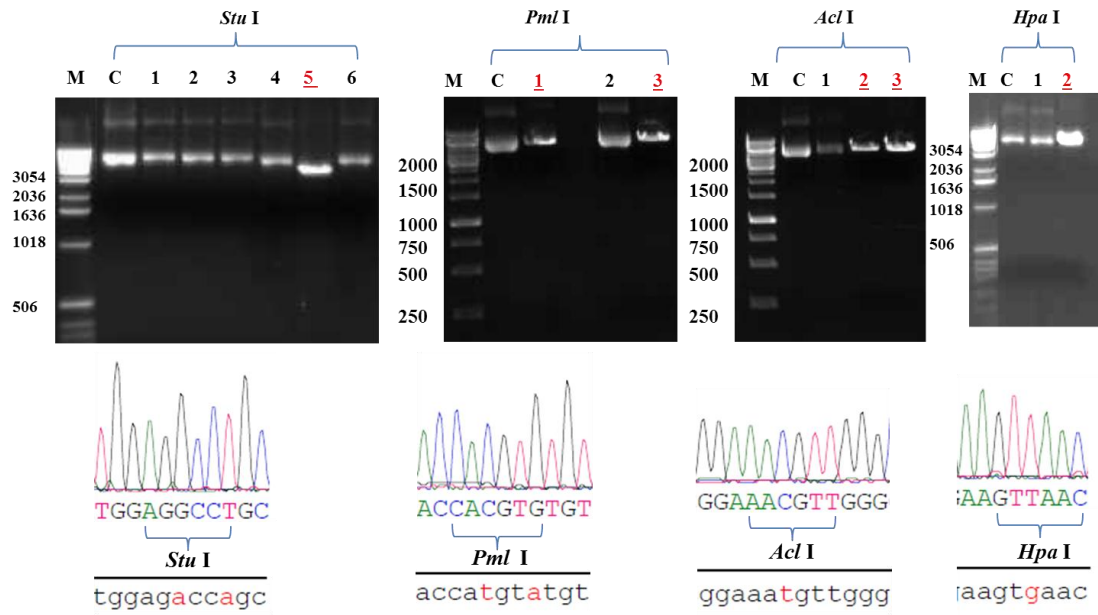 Stu I
Pml I
Acl I
Hpa I
M C 1 2 3 4 5 6
M C 1 2 3
M C 1 2 3
M C 1 2
3054
2036
1636
1018
506
2000
1500
1000
750
500
250
2000
1500
1000
750
500
250
3054
2036
1636
1018
506
TGGAGGCCTGC
ACCACGTGTGT
GGAAACGTTGGG
GAAGTTAAC
Stu I
Pml I
Acl I
Hpa I
tggagaccagc
accatgtatgt
ggaaatgttggg
gaagtgaac